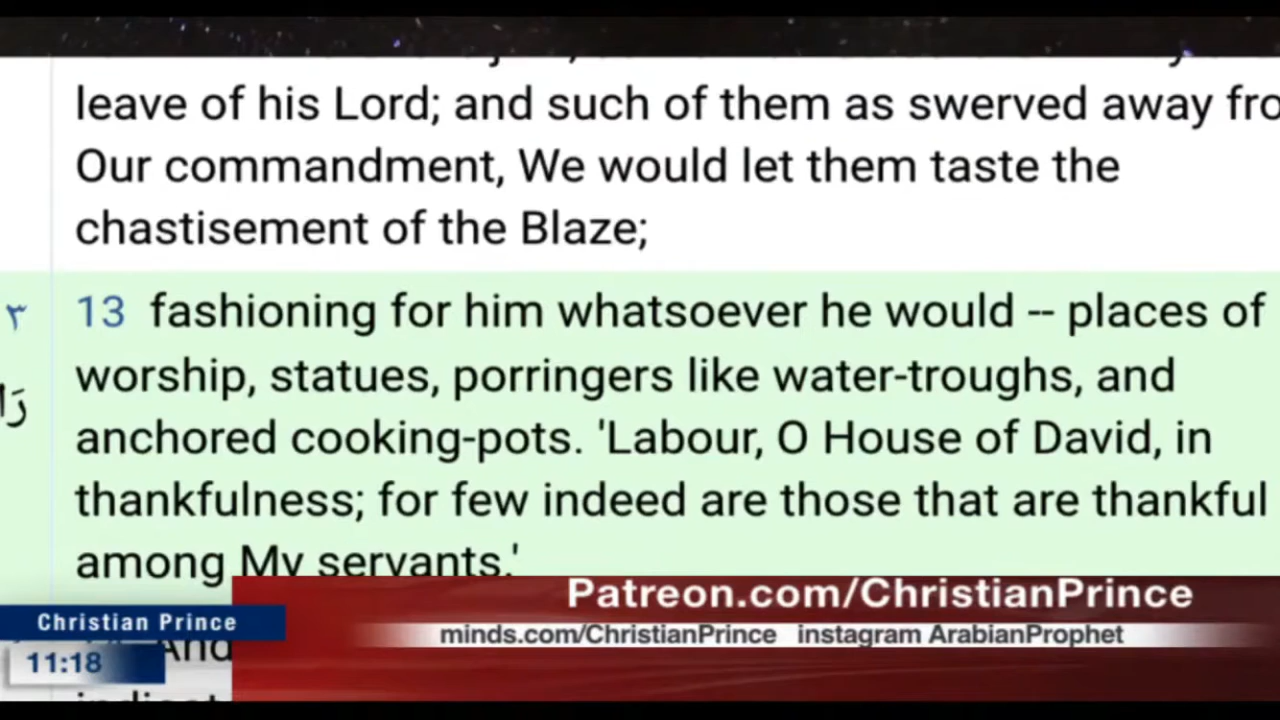 leave of his Lord; and such of them as swerved away fro
Our commandment, We would let them taste the
chastisement of the Blaze;
٣
13 fashioning for him whatsoever he would -- places of
worship, statues, porringers like water-troughs, and
anchored cooking-pots. 'Labour, O House of David, in
thankfulness; for few indeed are those that are thankful
among My servants.'
Patreon.com/ChristianPrince
Christian Prince
minds.com/ChristianPrince instagram ArabianProphet
11:18
And